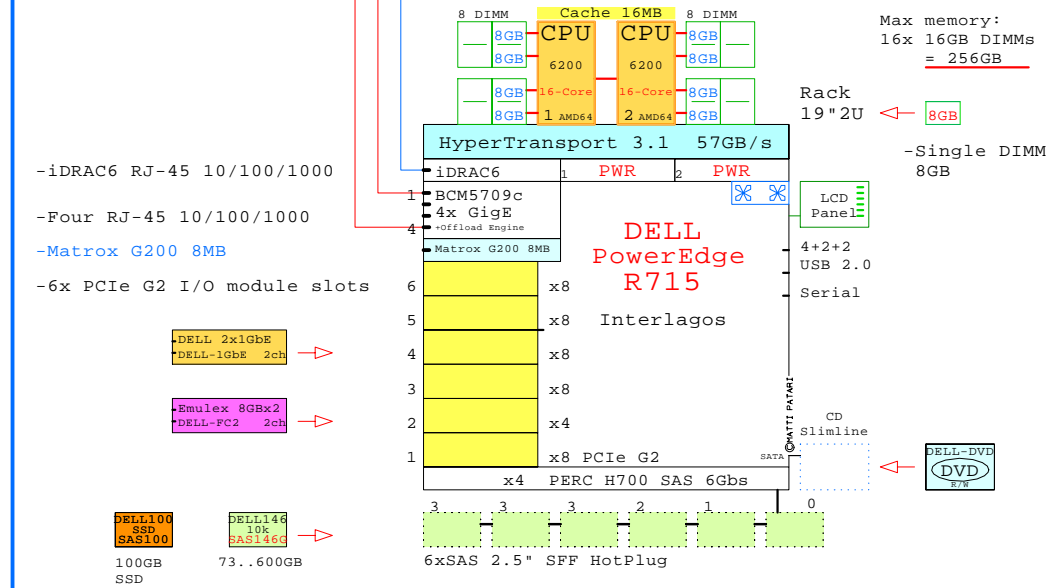 8 DIMM
Cache 16MB
8 DIMM
Max memory:
16x 16GB DIMMs
= 256GB
8GB
CPU
CPU
8GB
8GB
6200
6200
8GB
8GB
16-Core
16-Core
8GB
8GB
1 AMD64
2 AMD64
8GB
Rack
19"2U
8GB
-Single DIMM
8GB
HyperTransport 3.1 57GB/s
-iDRAC6 RJ-45 10/100/1000
iDRAC6
1 PWR
2 PWR
1
BCM5709c
4x GigE
4
+Offload Engine
-Four RJ-45 10/100/1000
LCD
Panel
-Matrox G200 8MB
Matrox G200 8MB
DELL
PowerEdge
R715
4+2+2
USB 2.0
Serial
-6x PCIe G2 I/O module slots
6
x8
5
x8
Interlagos
DELL 2x1GbE
DELL-1GbE 2ch
4
x8
3
x8
Emulex 8GBx2
DELL-FC2 2ch
2
x4
©MATTI PATARI
CD
Slimline
1
x8 PCIe G2
SATA
DELL-DVD
DVD
R/W
x4 PERC H700 SAS 6Gbs
3
3
3
2
1
0
DELL100
SSD
SAS100
DELL146
10k
SAS146G
100GB
SSD
73..600GB
6xSAS 2.5" SFF HotPlug